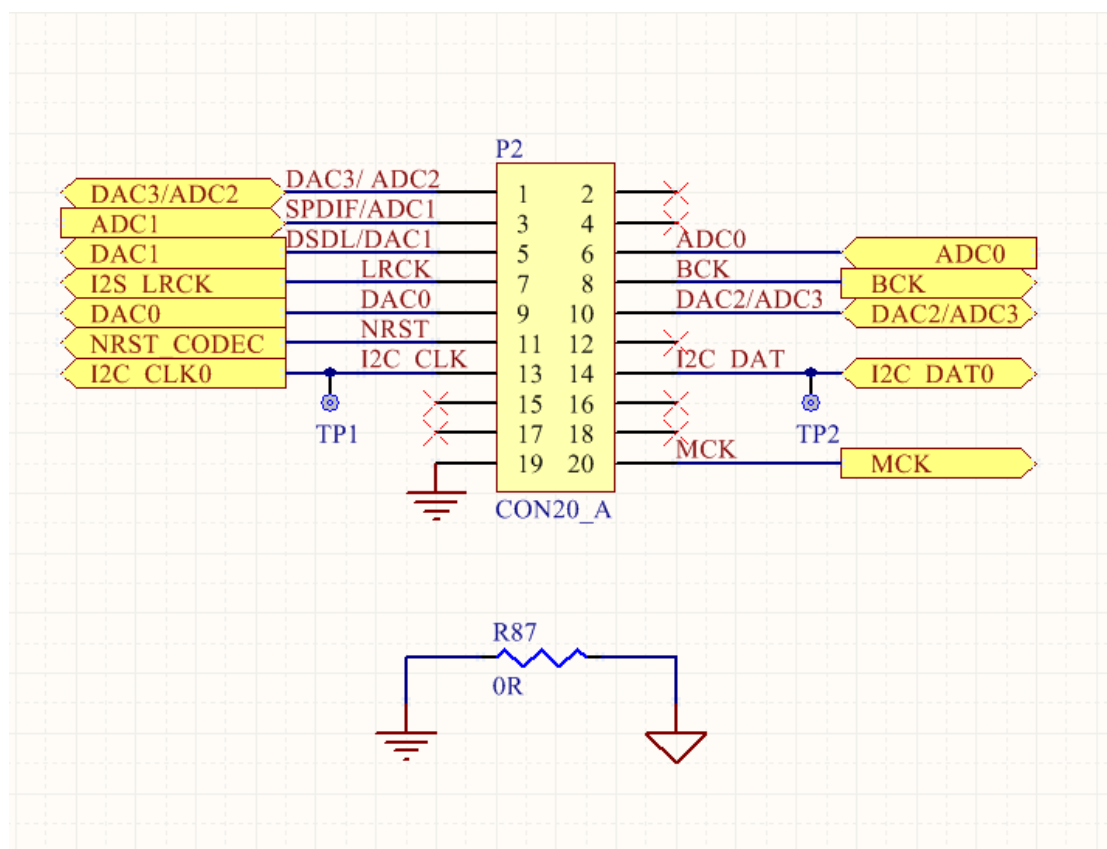 P2
DAC3/ADC2 DAC3/ ADC2 1 2
ADC1 SPDIF/ADC1 3 4
DAC1 DSDL/DAC1 5 6 ADC0 ADC0
I2S_LRCK LRCK 7 8 BCK BCK
DAC0 DAC0 9 10 DAC2/ADC3 DAC2/ADC3
NRST_CODEC NRST 11 12
I2C_CLK0 I2C_CLK 13 14 I2C_DAT I2C_DAT0
15 16
TP1 17 18 TP2
19 20 MCK MCK
CON20_A
R87
0R